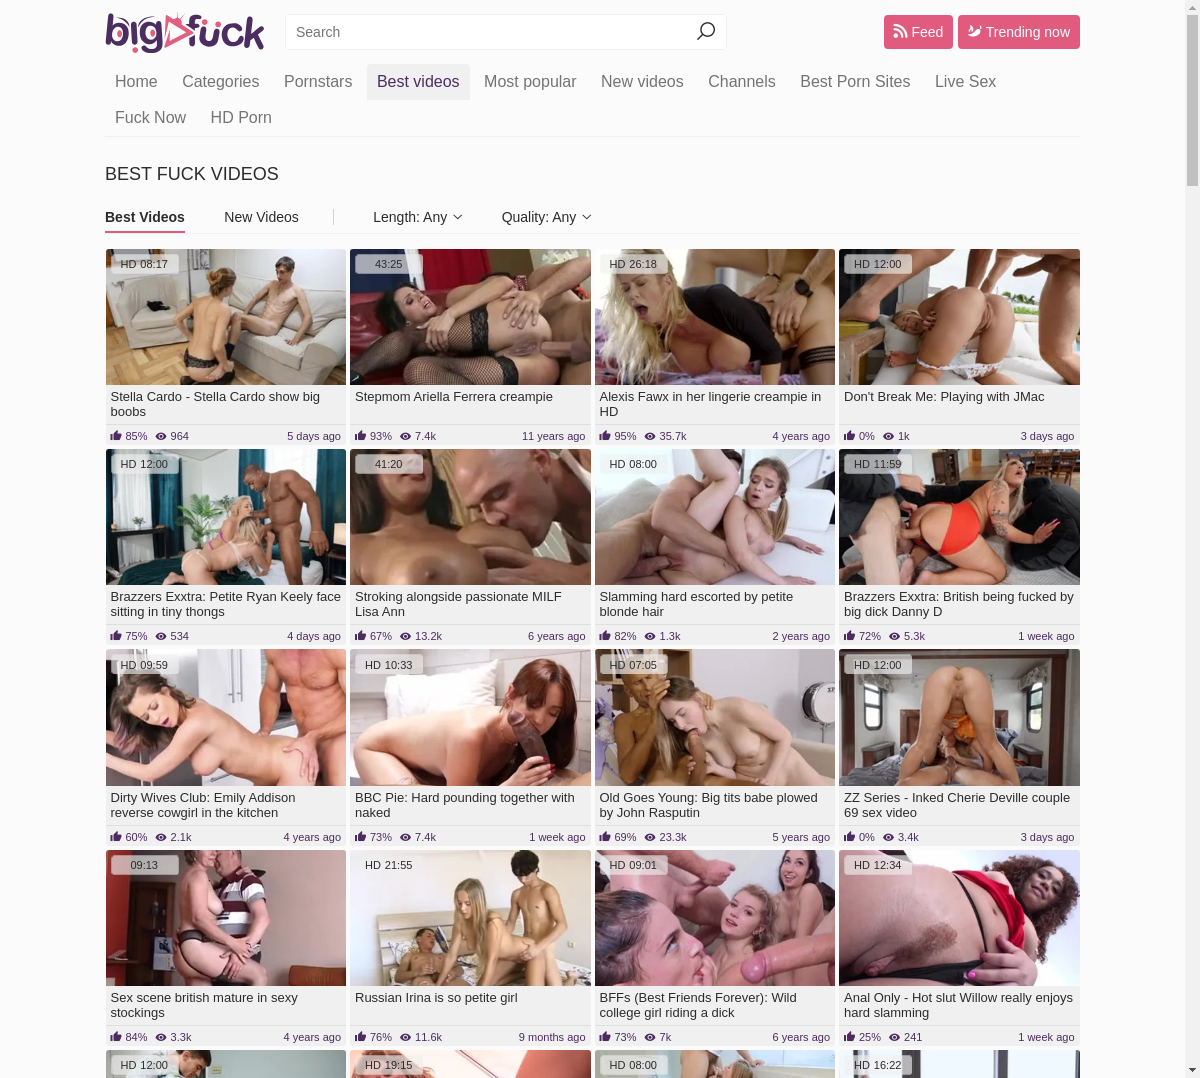 bigfuck
Search
Feed
Trending now
Home Categories Pornstars Best videos Most popular New videos Channels Best Porn Sites Live Sex
Fuck Now HD Porn
BEST FUCK VIDEOS
Best Videos New Videos Length: Any Quality: Any
HD 08:17 43:25 HD 26:18 HD 12:00
Stella Cardo - Stella Cardo show big
boobs
85% 964 5 days ago
Stepmom Ariella Ferrera creampie
93% 7.4k 11 years ago
Alexis Fawx in her lingerie creampie in
HD
95% 35.7k 4 years ago
Don't Break Me: Playing with JMac
0% 1k 3 days ago
HD 12:00 41:20 HD 08:00 HD 11:59
Brazzers Exxtra: Petite Ryan Keely face
sitting in tiny thongs
75% 534 4 days ago
Stroking alongside passionate MILF
Lisa Ann
67% 13.2k 6 years ago
Slamming hard escorted by petite
blonde hair
82% 1.3k 2 years ago
Brazzers Exxtra: British being fucked by
big dick Danny D
72% 5.3k 1 week ago
HD 09:59 HD 10:33 HD 07:05 HD 12:00
Dirty Wives Club: Emily Addison
reverse cowgirl in the kitchen
60% 2.1k 4 years ago
BBC Pie: Hard pounding together with
naked
73% 7.4k 1 week ago
Old Goes Young: Big tits babe plowed
by John Rasputin
69% 23.3k 5 years ago
ZZ Series - Inked Cherie Deville couple
69 sex video
0% 3.4k 3 days ago
09:13 HD 21:55 HD 09:01 HD 12:34
Sex scene british mature in sexy
stockings
84% 3.3k 4 years ago
Russian Irina is so petite girl
76% 11.6k 9 months ago
BFFs (Best Friends Forever): Wild
college girl riding a dick
73% 7k 6 years ago
Anal Only - Hot slut Willow really enjoys
hard slamming
25% 241 1 week ago
HD 12:00 HD 19:15 HD 08:00 HD 16:22